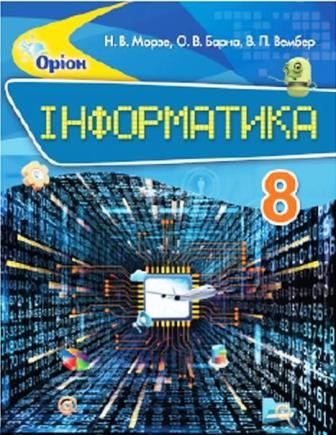 Н. В. Морзе, О. В. Барна, В. П. Вембер
Оріон
ІНФОРМАТИКА
8